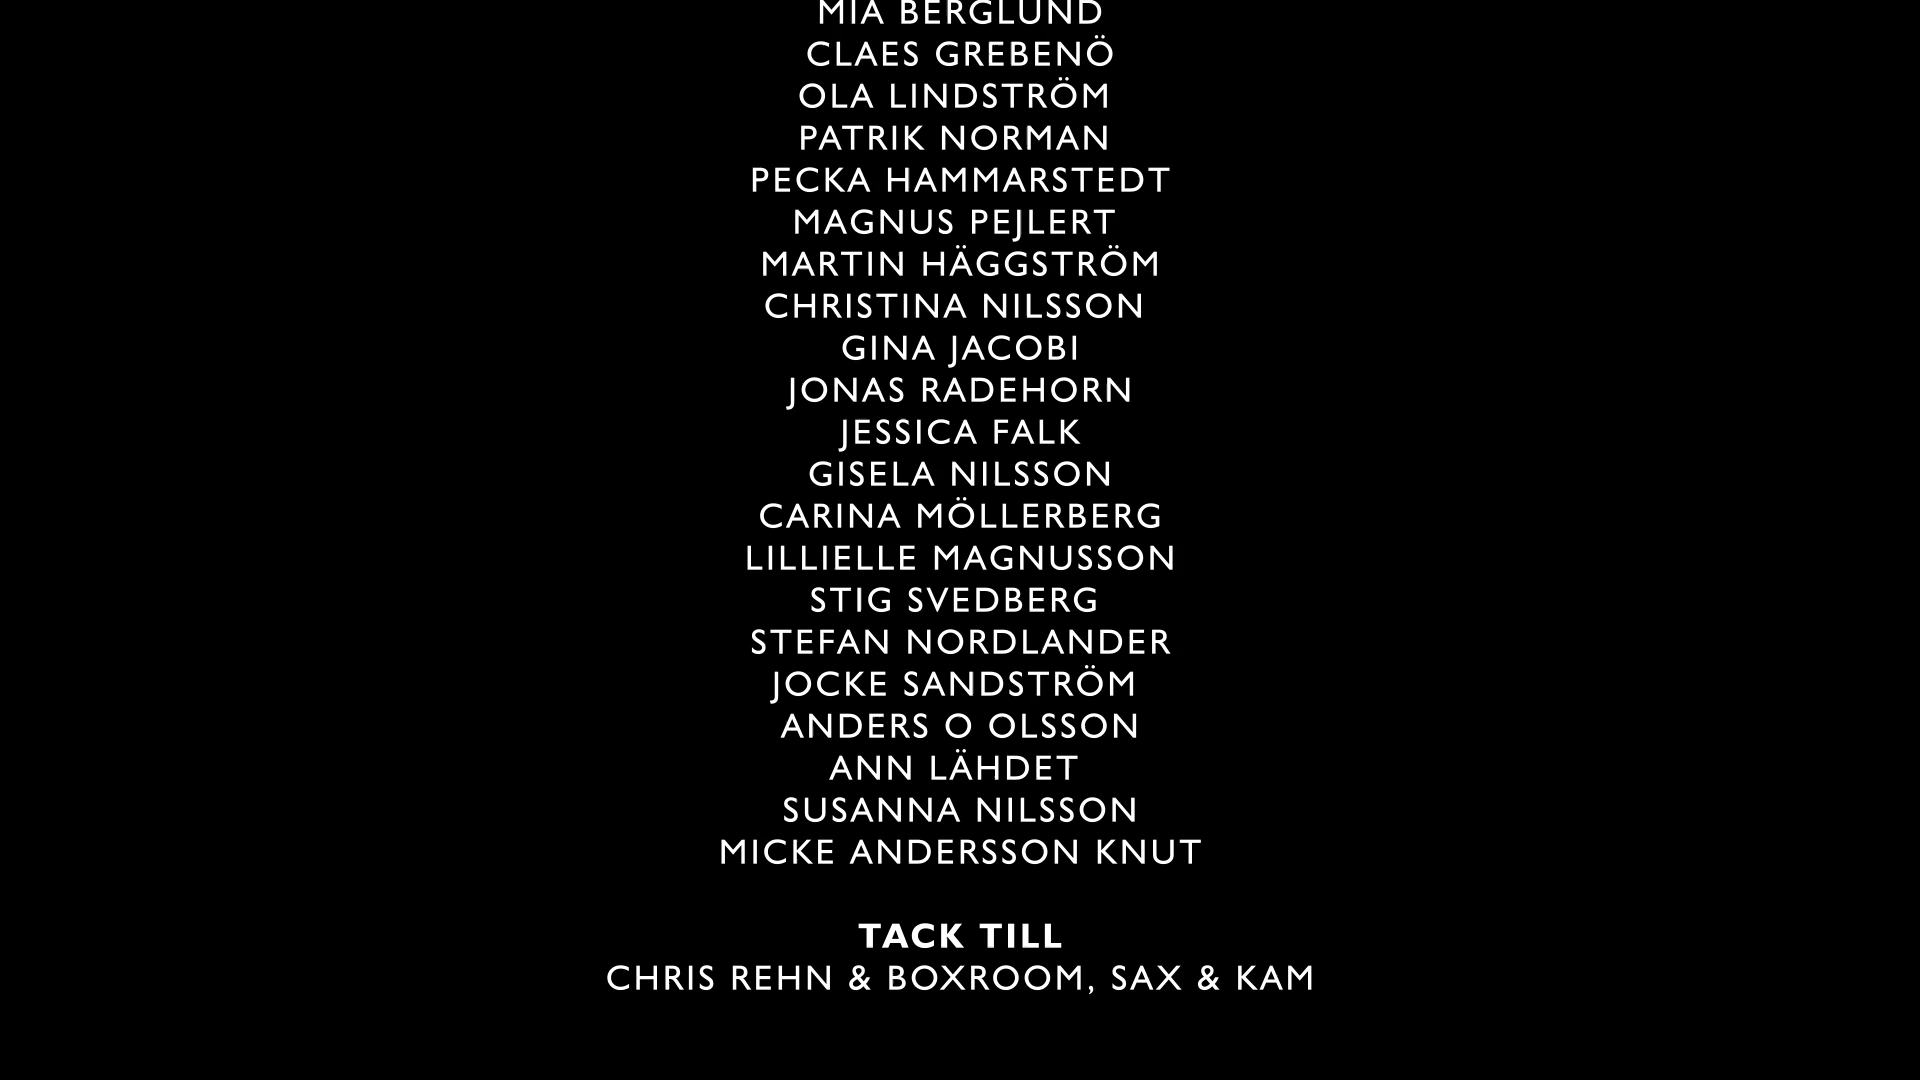 MIA BERGLUND
CLAES GREBENÖ
OLA LINDSTRÖM
PATRIK NORMAN
PECKA HAMMARSTEDT
MAGNUS PEJLERT
MARTIN HÄGGSTRÖM
CHRISTINA NILSSON
GINA JACOBI
JONAS RADEHORN
JESSICA FALK
GISELA NILSSON
CARINA MÖLLERBERG
LILLIELLE MAGNUSSON
STIG SVEDBERG
STEFAN NORDLANDER
JOCKE SANDSTRÖM
ANDERS O OLSSON
ANN LÄHDET
SUSANNA NILSSON
MICKE ANDERSSON KNUT
TACK TILL
CHRIS REHN & BOXROOM, SAX & KAM